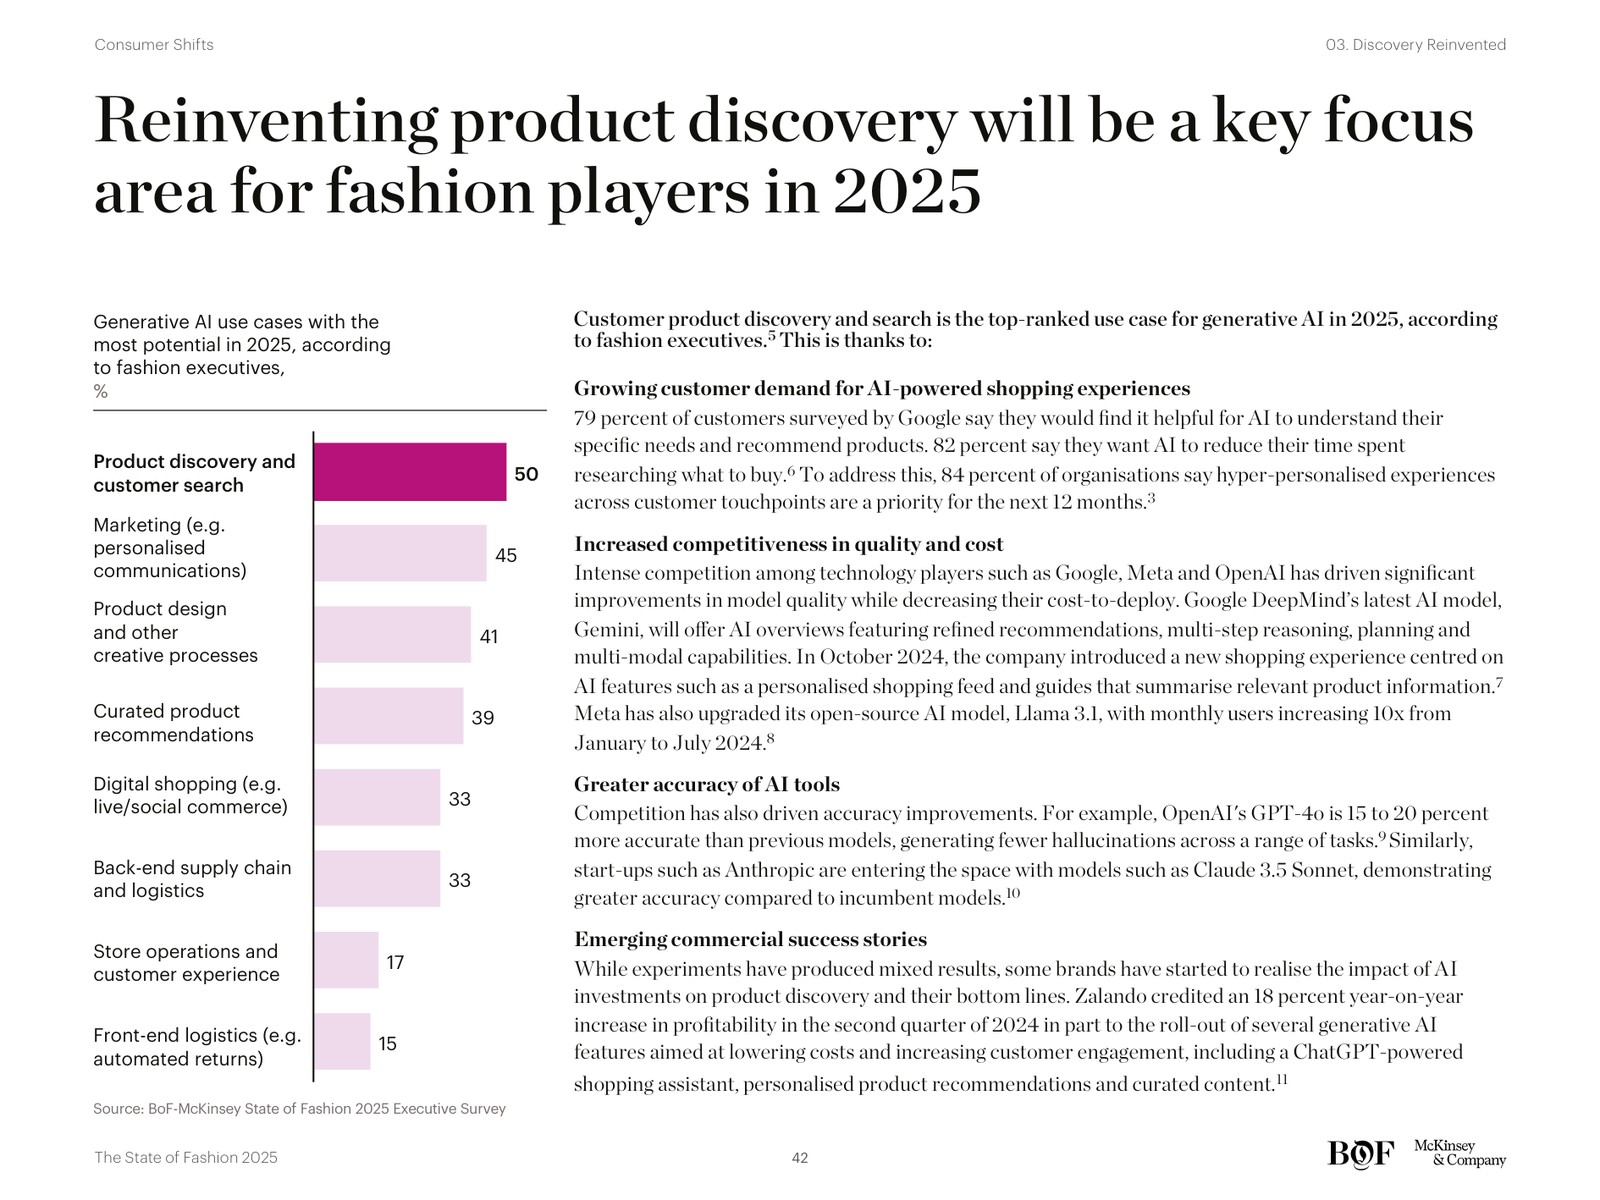 Consumer Shifts
03. Discovery Reinvented
Reinventing product discovery will be a key focus
area for fashion players in 2025
Generative AI use cases with the
most potential in 2025, according
to fashion executives,
%
Product discovery and
customer search
50
Marketing (e.g.
personalised
communications)
45
Product design
and other
creative processes
41
Curated product
recommendations
39
Digital shopping (e.g.
live/social commerce)
33
Back-end supply chain
and logistics
33
Store operations and
customer experience
17
Front-end logistics (e.g.
automated returns)
15
Source: BoF-McKinsey State of Fashion 2025 Executive Survey
Customer product discovery and search is the top-ranked use case for generative AI in 2025, according
to fashion executives.⁵ This is thanks to:
Growing customer demand for AI-powered shopping experiences
79 percent of customers surveyed by Google say they would find it helpful for AI to understand their
specific needs and recommend products. 82 percent say they want AI to reduce their time spent
researching what to buy.⁶ To address this, 84 percent of organisations say hyper-personalised experiences
across customer touchpoints are a priority for the next 12 months.³
Increased competitiveness in quality and cost
Intense competition among technology players such as Google, Meta and OpenAI has driven significant
improvements in model quality while decreasing their cost-to-deploy. Google DeepMind's latest AI model,
Gemini, will offer AI overviews featuring refined recommendations, multi-step reasoning, planning and
multi-modal capabilities. In October 2024, the company introduced a new shopping experience centred on
AI features such as a personalised shopping feed and guides that summarise relevant product information.⁷
Meta has also upgraded its open-source AI model, Llama 3.1, with monthly users increasing 10x from
January to July 2024.⁸
Greater accuracy of AI tools
Competition has also driven accuracy improvements. For example, OpenAI's GPT-4o is 15 to 20 percent
more accurate than previous models, generating fewer hallucinations across a range of tasks.⁹ Similarly,
start-ups such as Anthropic are entering the space with models such as Claude 3.5 Sonnet, demonstrating
greater accuracy compared to incumbent models.¹⁰
Emerging commercial success stories
While experiments have produced mixed results, some brands have started to realise the impact of AI
investments on product discovery and their bottom lines. Zalando credited an 18 percent year-on-year
increase in profitability in the second quarter of 2024 in part to the roll-out of several generative AI
features aimed at lowering costs and increasing customer engagement, including a ChatGPT-powered
shopping assistant, personalised product recommendations and curated content.¹¹
The State of Fashion 2025
42
BOF
McKinsey
& Company